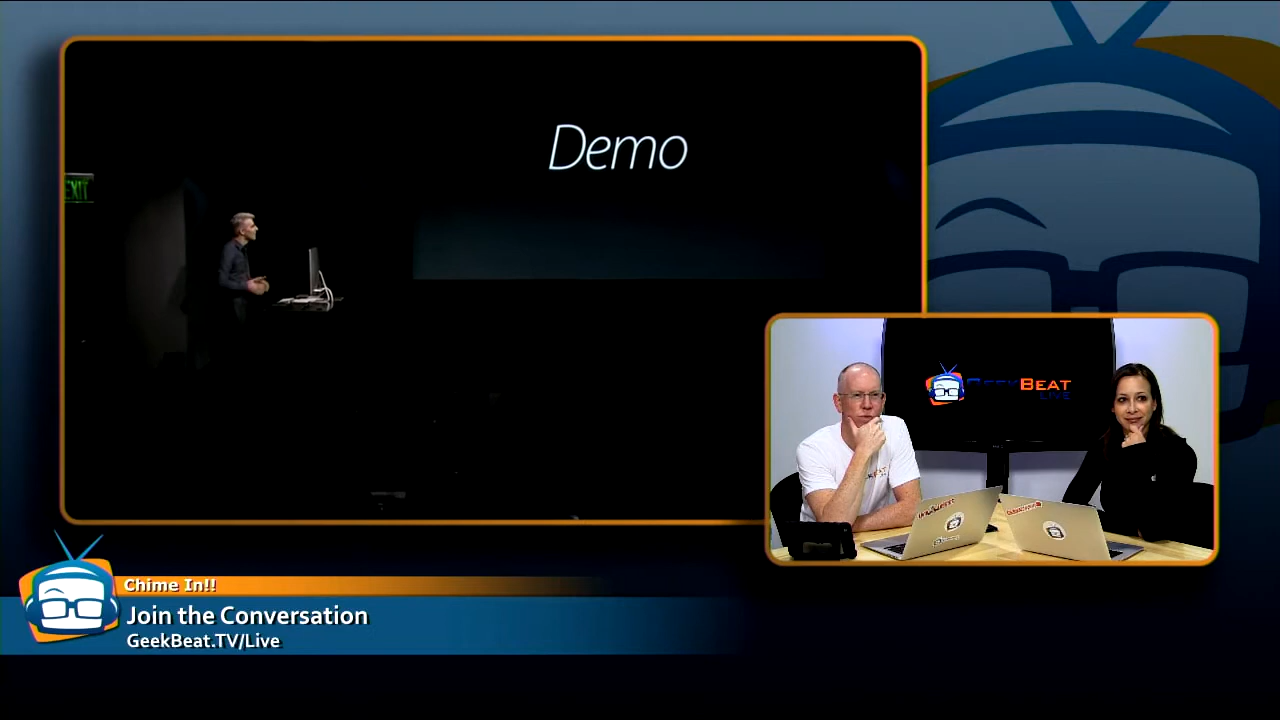 Demo
EXIT
GEEKBEAT
LIVE
Chime In!!
Join the Conversation
GeekBeat.TV/Live